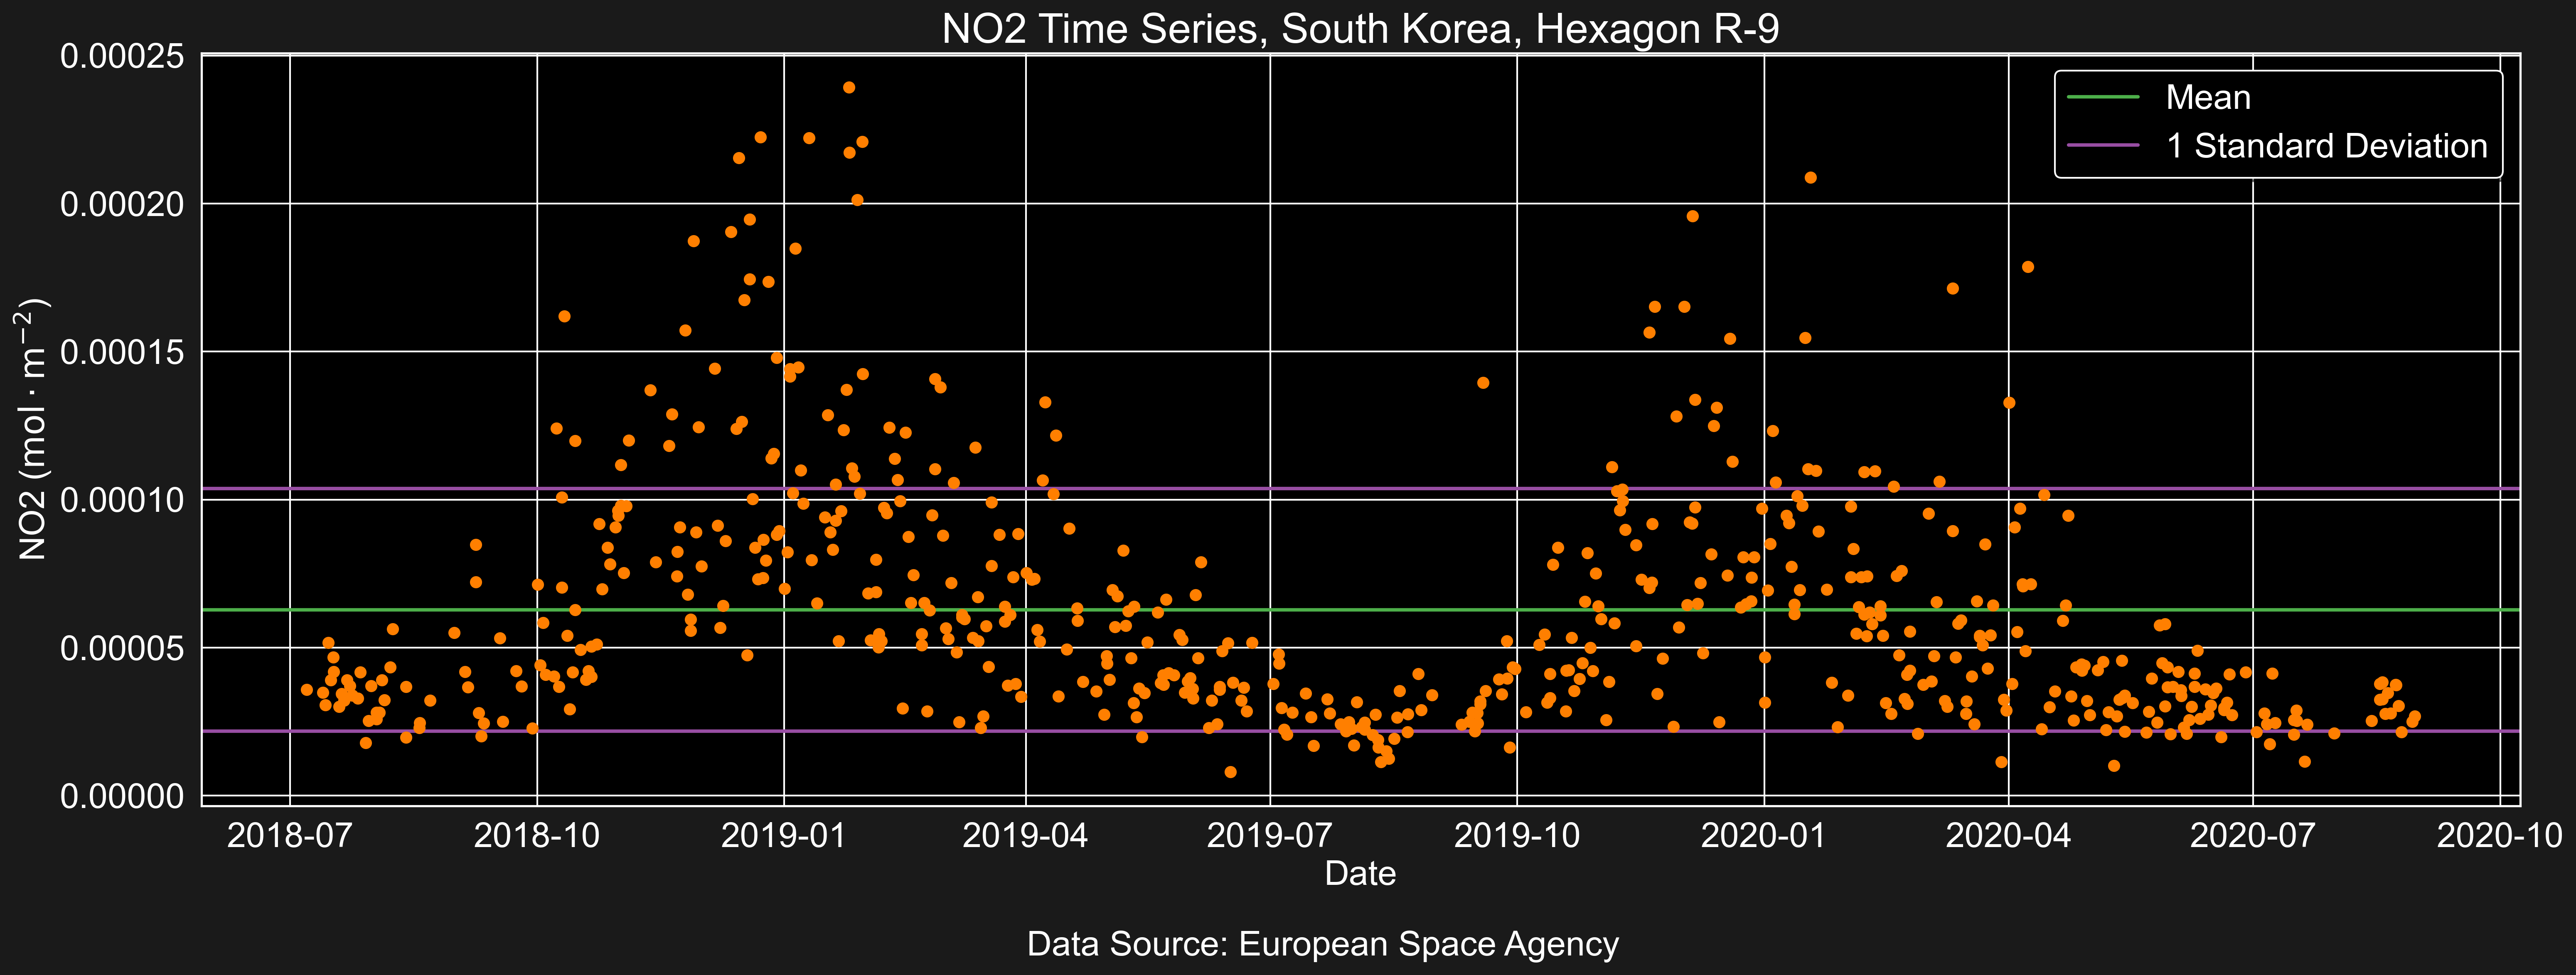 NO2 Time Series, South Korea, Hexagon R-9
Mean
1 Standard Deviation
NO2 (mol · m⁻²)
0.00025
0.00020
0.00015
0.00010
0.00005
0.00000
2018-07 2018-10 2019-01 2019-04 2019-07 2019-10 2020-01 2020-04 2020-07 2020-10
Date
Data Source: European Space Agency